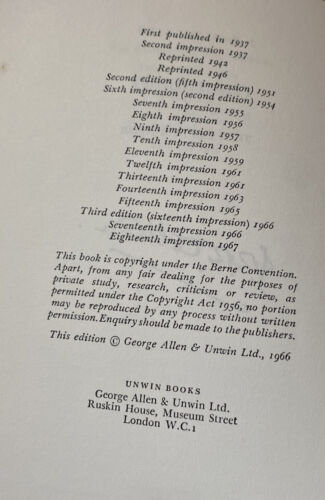 First published in 1937
Second impression 1937
Reprinted 1942
Reprinted 1946
Second edition (fifth impression) 1951
Sixth impression (second edition) 1954
Seventh impression 1955
Eighth impression 1956
Ninth impression 1957
Tenth impression 1958
Eleventh impression 1959
Twelfth impression 1961
Thirteenth impression 1961
Fourteenth impression 1963
Fifteenth impression 1965
Third edition (sixteenth impression) 1966
Seventeenth impression 1966
Eighteenth impression 1967
This book is copyright under the Berne Convention.
Apart, from any fair dealing for the purposes of
private study, research, criticism or review, as
permitted under the Copyright Act 1956, no portion
may be reproduced by any process without written
permission. Enquiry should be made to the publishers.
This edition © George Allen & Unwin Ltd., 1966
UNWIN BOOKS
George Allen & Unwin Ltd.
Ruskin House, Museum Street
London W.C.1